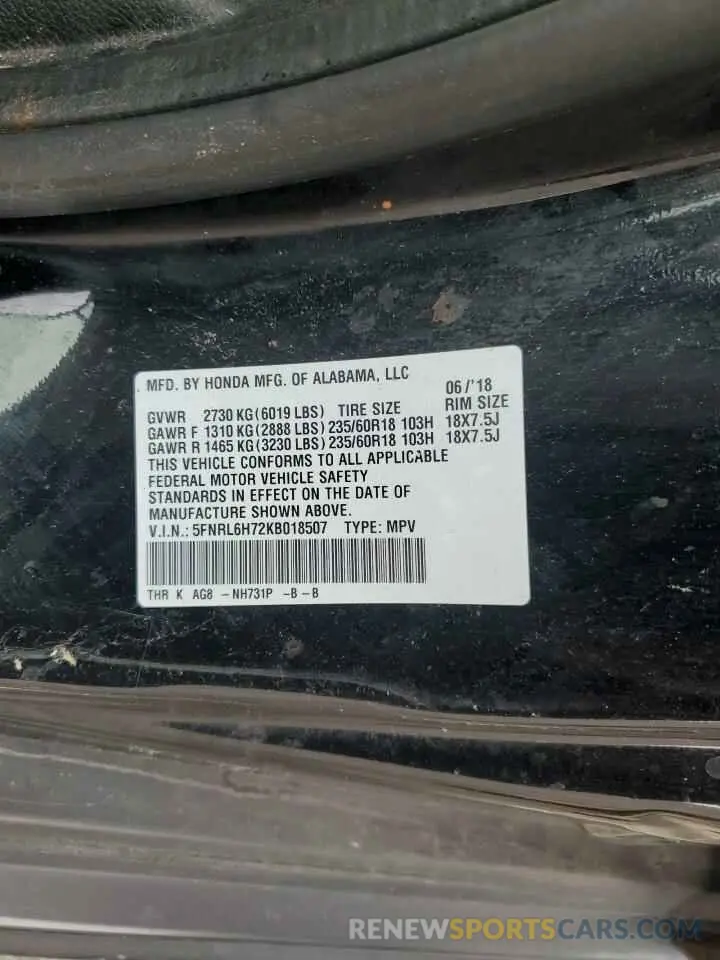 MFD. BY HONDA MFG. OF ALABAMA, LLC 06/'18
GVWR 2730 KG(6019 LBS) TIRE SIZE RIM SIZE
GAWR F 1310 KG(2888 LBS) 235/60R18 103H 18X7.5J
GAWR R 1465 KG(3230 LBS) 235/60R18 103H 18X7.5J
THIS VEHICLE CONFORMS TO ALL APPLICABLE
FEDERAL MOTOR VEHICLE SAFETY
STANDARDS IN EFFECT ON THE DATE OF
MANUFACTURE SHOWN ABOVE.
V.I.N.: 5FNRL6H72KB018507 TYPE: MPV
THR K AG8 -NH731P -B-B
RENEWSPORTSCARS.COM